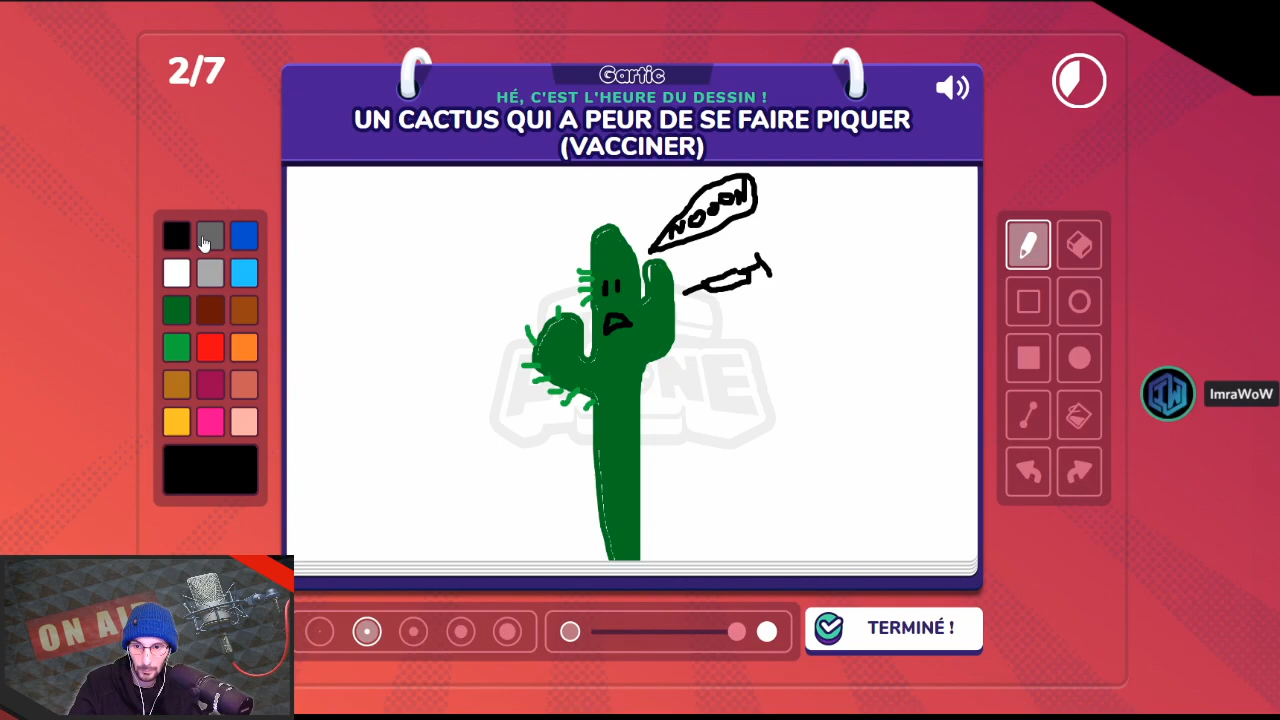 2/7
Gartic
HÉ, C'EST L'HEURE DU DESSIN !
UN CACTUS QUI A PEUR DE SE FAIRE PIQUER
(VACCINER)
NOOON
ImraWoW
ON AI
TERMINÉ !